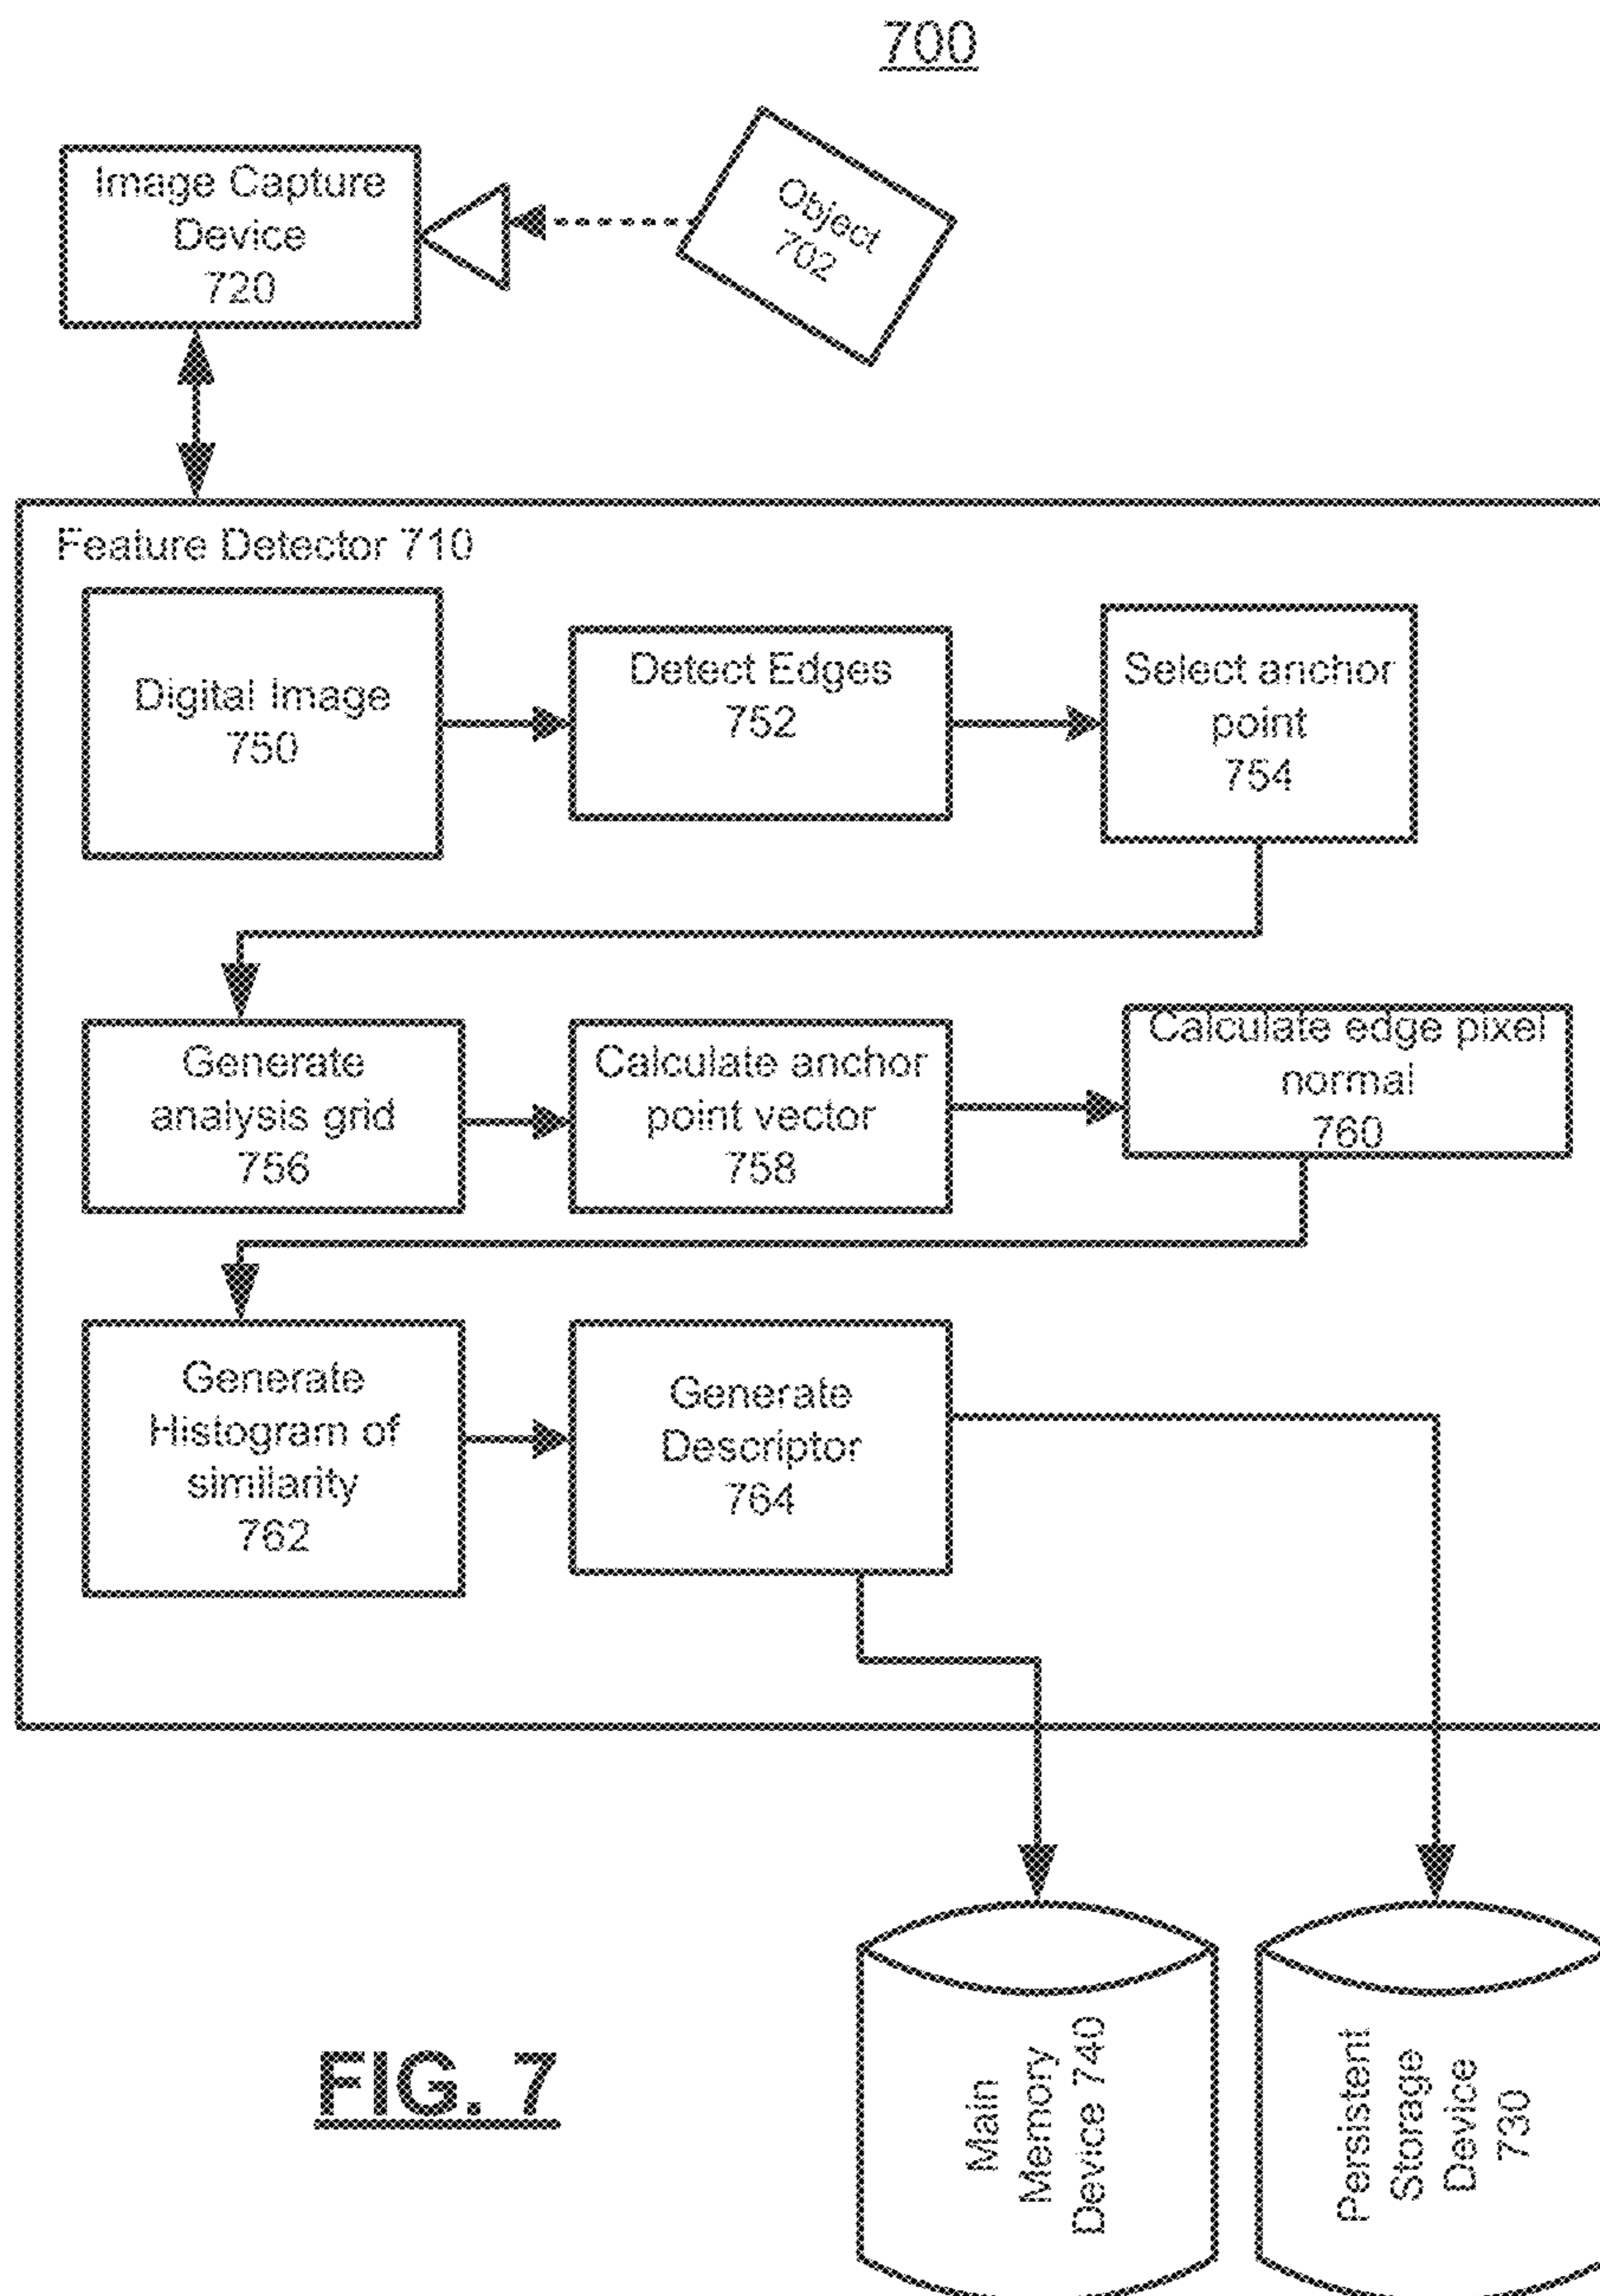 700
Image Capture
Device
720
Object
702
Feature Detector 710
Digital Image
750
Detect Edges
752
Select anchor
point
754
Generate
analysis grid
756
Calculate anchor
point vector
758
Calculate edge pixel
normal
760
Generate
Histogram of
similarity
762
Generate
Descriptor
764
Main
Memory
Device 740
Persistent
Storage
Device
730
FIG. 7